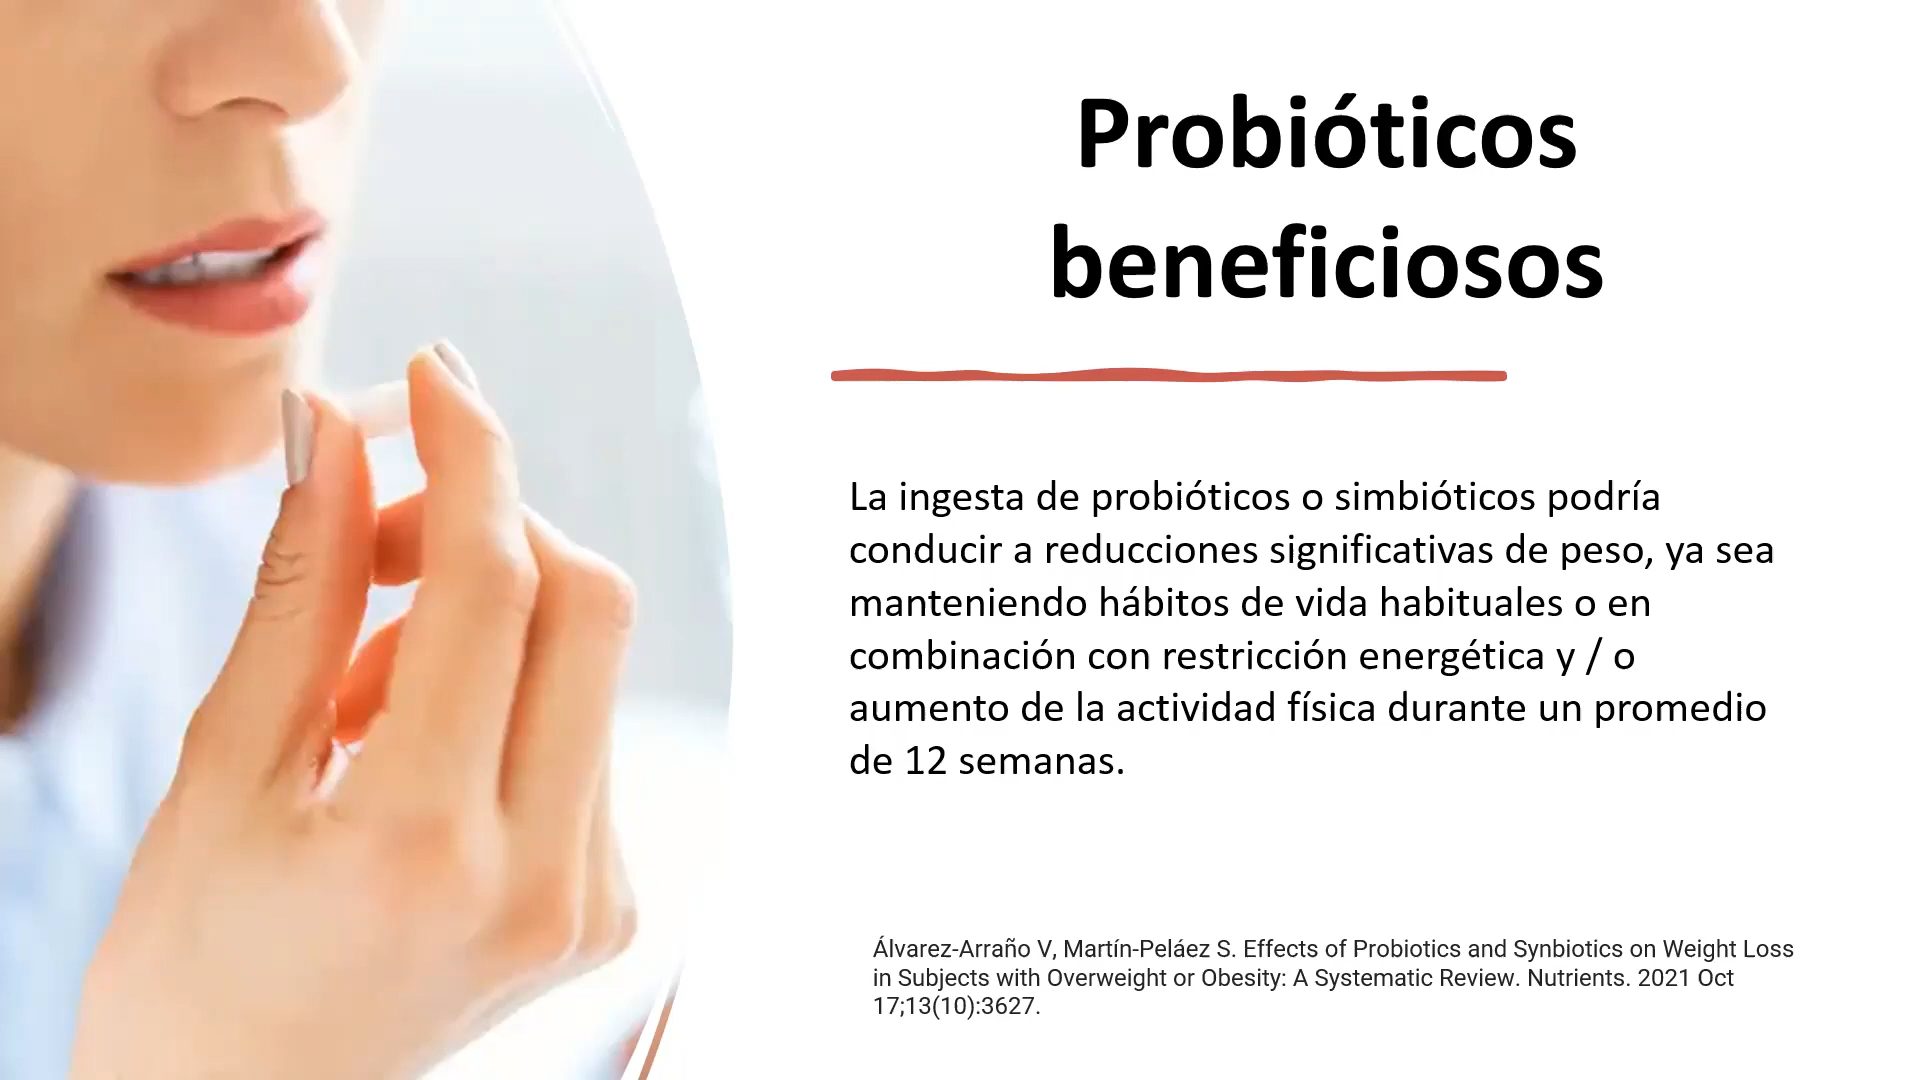 Probióticos
beneficiosos
La ingesta de probióticos o simbióticos podría
conducir a reducciones significativas de peso, ya sea
manteniendo hábitos de vida habituales o en
combinación con restricción energética y / o
aumento de la actividad física durante un promedio
de 12 semanas.
Álvarez-Arraño V, Martín-Peláez S. Effects of Probiotics and Synbiotics on Weight Loss
in Subjects with Overweight or Obesity: A Systematic Review. Nutrients. 2021 Oct
17;13(10):3627.